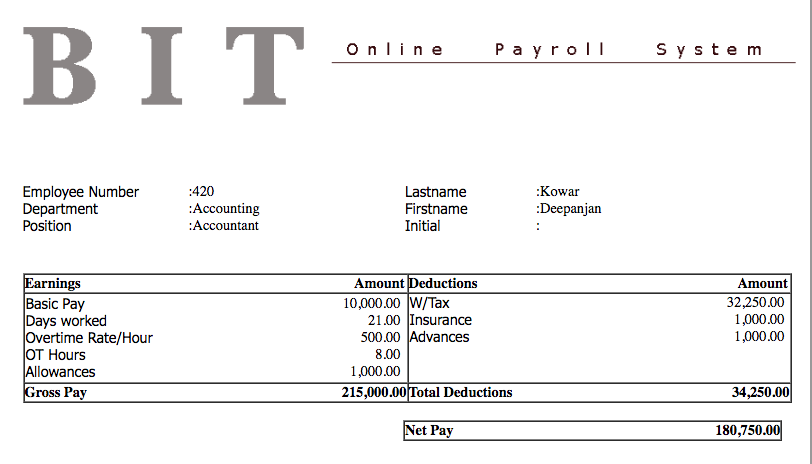 BIT Online Payroll System
Employee Number :420 Lastname :Kowar
Department :Accounting Firstname :Deepanjan
Position :Accountant Initial :
Earnings Amount Deductions Amount
Basic Pay 10,000.00 W/Tax 32,250.00
Days worked 21.00 Insurance 1,000.00
Overtime Rate/Hour 500.00 Advances 1,000.00
OT Hours 8.00
Allowances 1,000.00
Gross Pay 215,000.00 Total Deductions 34,250.00
Net Pay 180,750.00